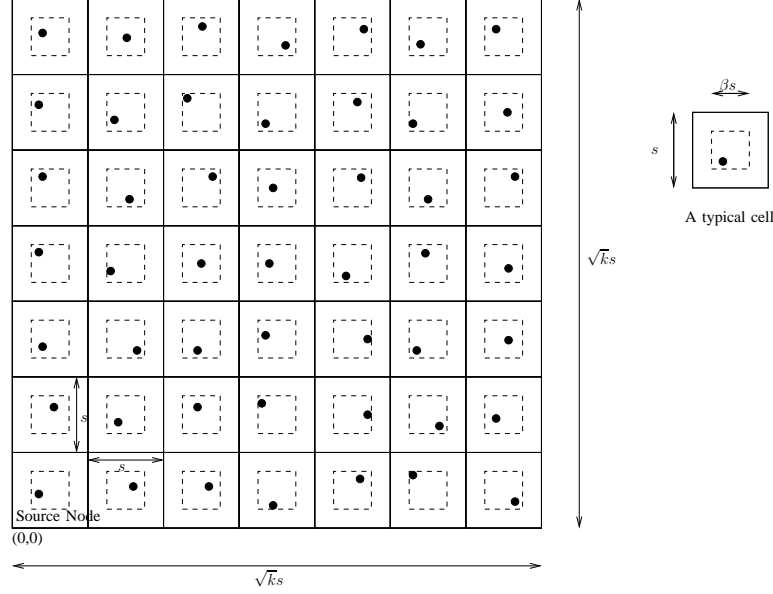 βs
s
A typical cell
√ks
s
s
Source Node
(0,0)
√ks